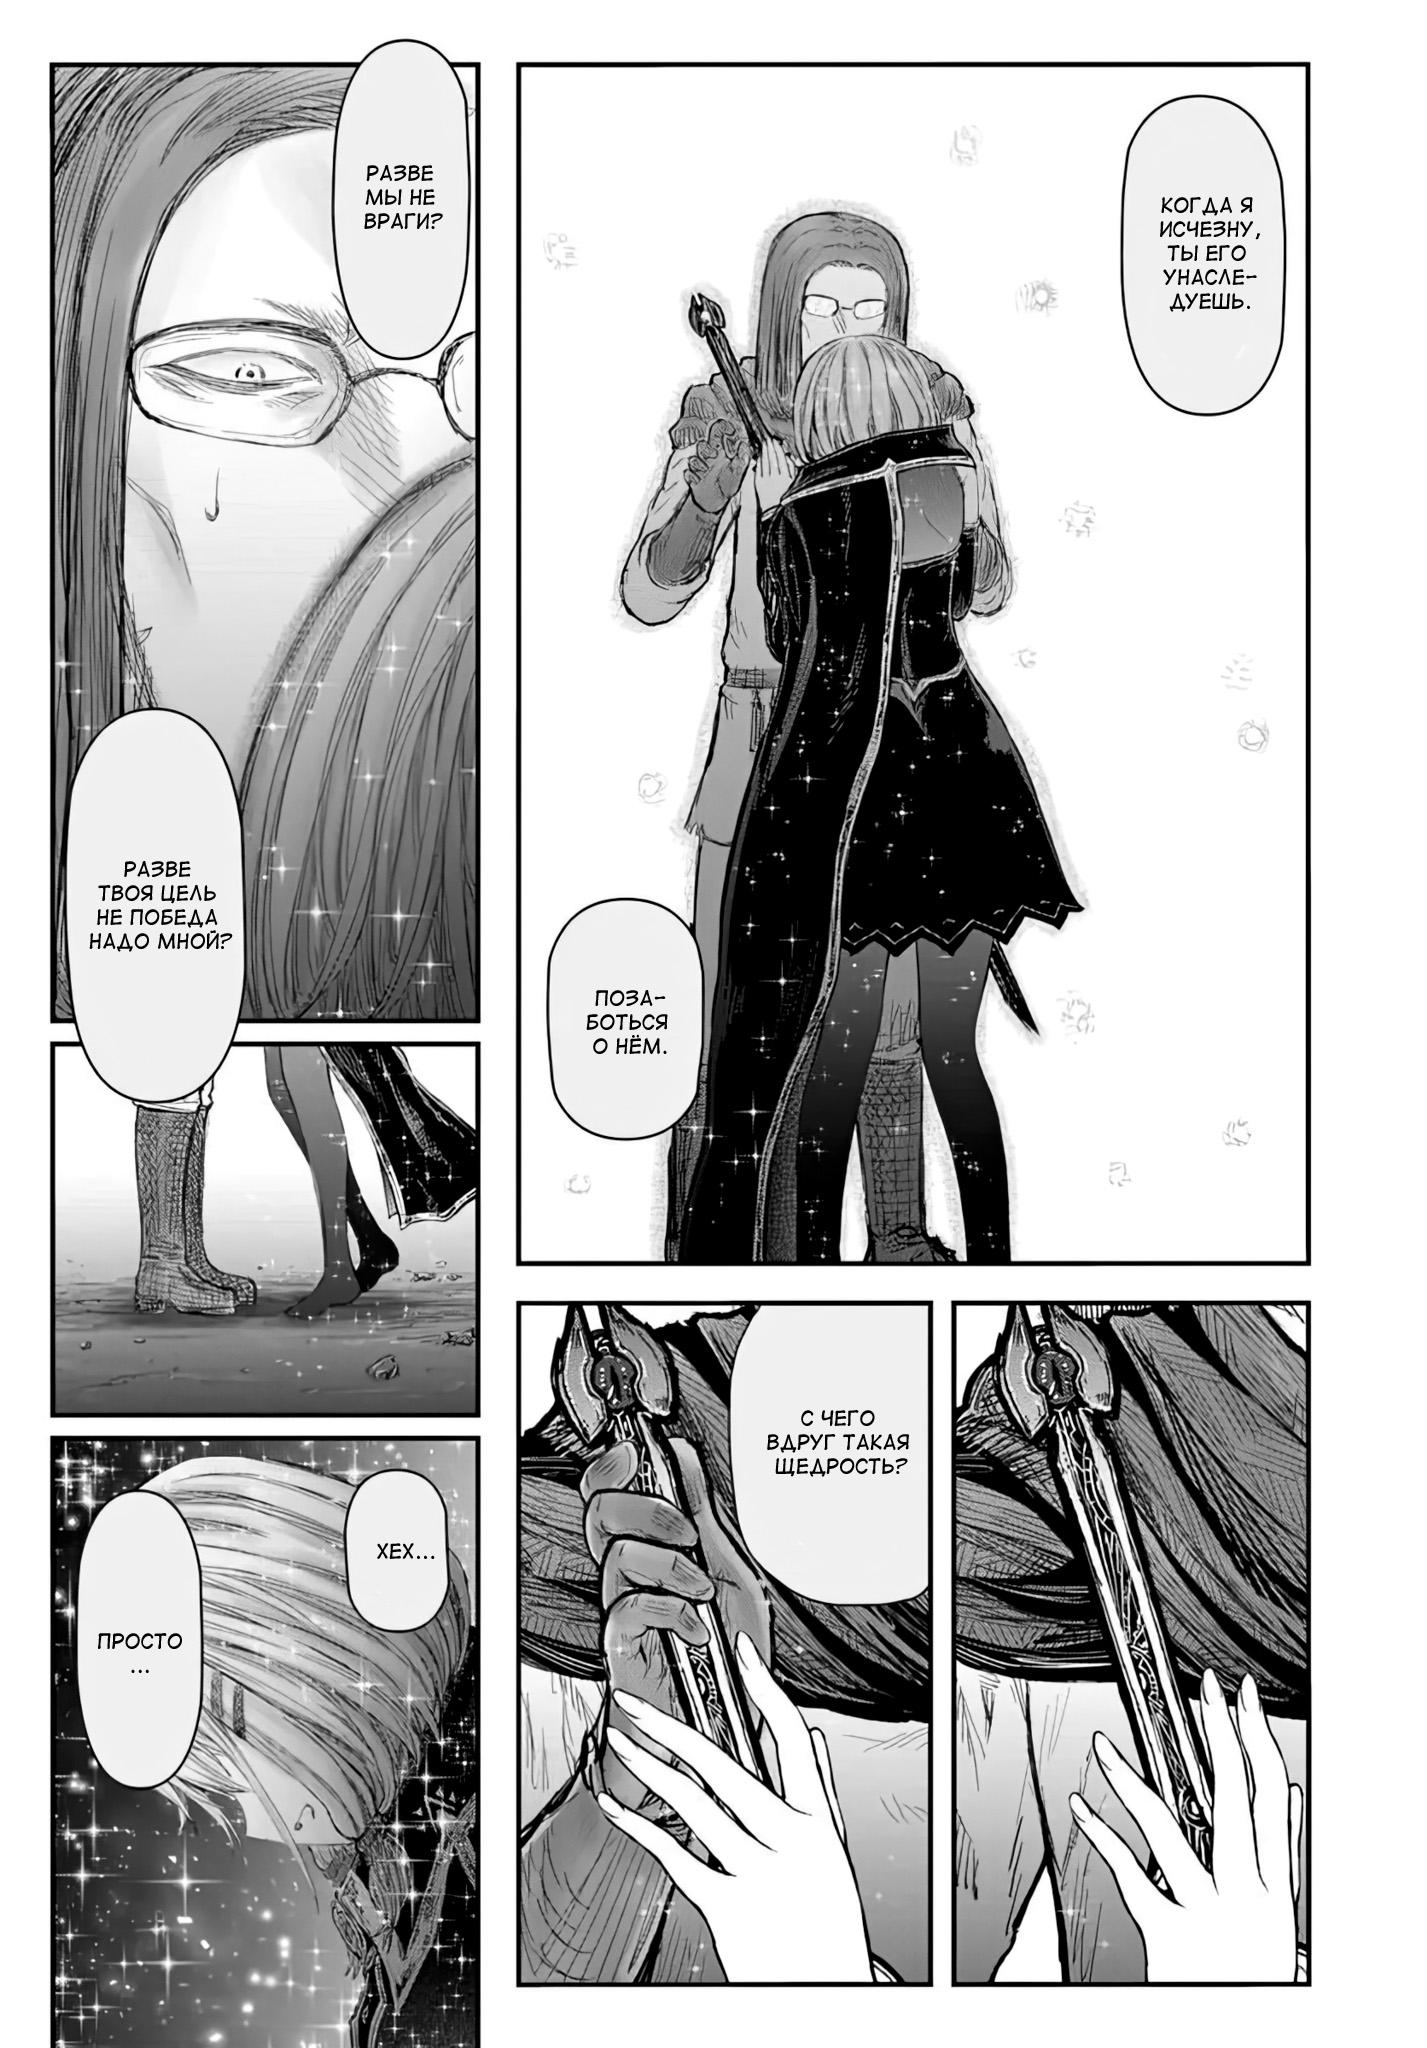 КОГДА Я
ИСЧЕЗНУ,
ТЫ ЕГО
УНАСЛЕ-
ДУЕШЬ.
ПОЗА-
БОТЬСЯ
О НЁМ.
С ЧЕГО
ВДРУГ ТАКАЯ
ЩЕДРОСТЬ?
РАЗВЕ
МЫ НЕ
ВРАГИ?
РАЗВЕ
ТВОЯ ЦЕЛЬ
НЕ ПОБЕДА
НАДО МНОЙ?
ХЕХ...
ПРОСТО
...